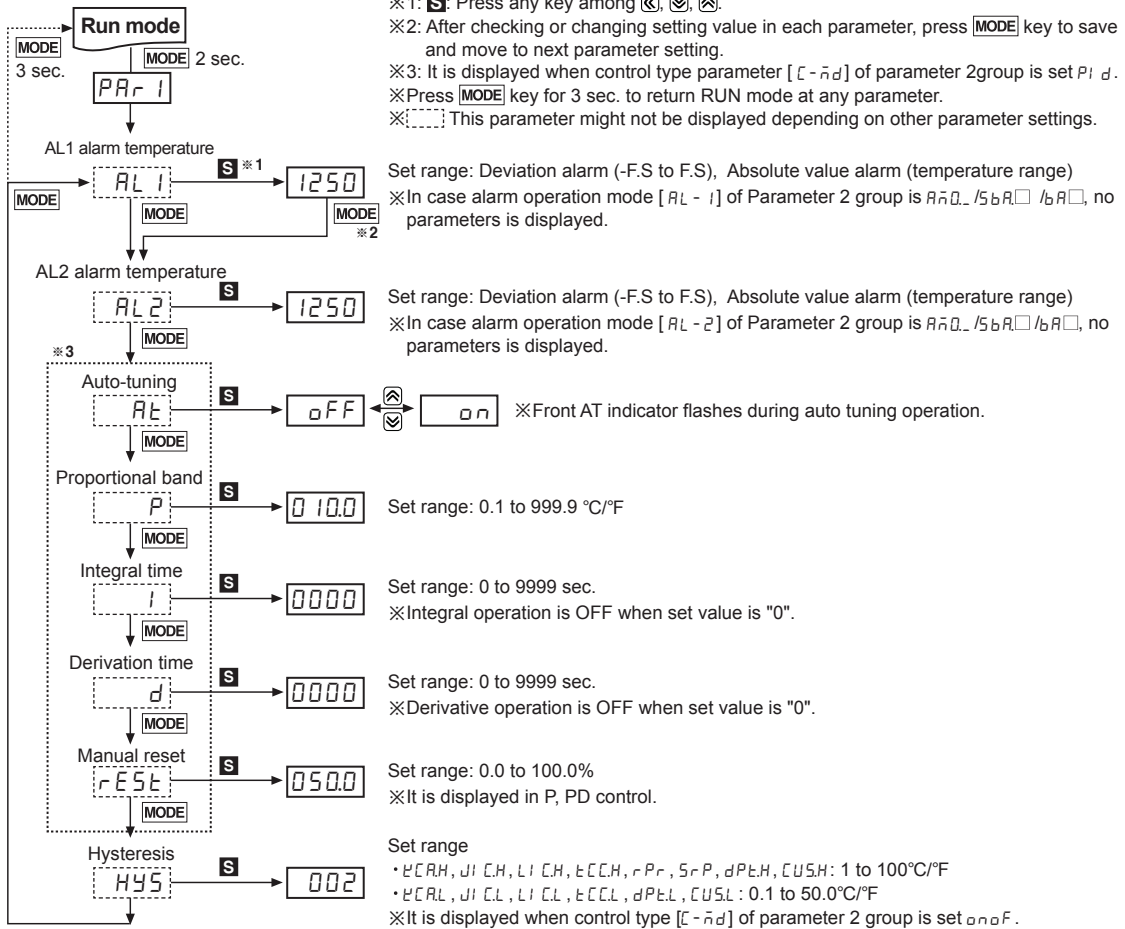 ※1: S: Press any key among «, ︾, ︽.
Run mode
※2: After checking or changing setting value in each parameter, press MODE key to save
and move to next parameter setting.
MODE
3 sec.
MODE 2 sec.
※3: It is displayed when control type parameter [C-ñd] of parameter 2group is set PI d.
PAr 1
※Press MODE key for 3 sec. to return RUN mode at any parameter.
※ This parameter might not be displayed depending on other parameter settings.
AL1 alarm temperature
AL 1
S ※1
1250
Set range: Deviation alarm (-F.S to F.S), Absolute value alarm (temperature range)
MODE
MODE
MODE
※2
※In case alarm operation mode [AL-1] of Parameter 2 group is Añ0._ /SbA.□ /bA□, no
parameters is displayed.
AL2 alarm temperature
AL2
S
1250
Set range: Deviation alarm (-F.S to F.S), Absolute value alarm (temperature range)
MODE
※In case alarm operation mode [AL-2] of Parameter 2 group is Añ0._ /SbA.□ /bA□, no
parameters is displayed.
※3
Auto-tuning
At
S
oFF
on
※Front AT indicator flashes during auto tuning operation.
MODE
Proportional band
P
S
010.0
Set range: 0.1 to 999.9 °C/°F
MODE
Integral time
I
S
0000
Set range: 0 to 9999 sec.
※Integral operation is OFF when set value is "0".
MODE
Derivation time
d
S
0000
Set range: 0 to 9999 sec.
※Derivative operation is OFF when set value is "0".
MODE
Manual reset
rESt
S
050.0
Set range: 0.0 to 100.0%
※It is displayed in P, PD control.
MODE
Hysteresis
HYS
S
002
Set range
・KCA.H, JI C.H, LI C.H, tCC.H, rPr, SrP, dPt.H, CUS.H: 1 to 100°C/°F
・KCA.L, JI C.L, LI C.L, tCC.L, dPt.L, CUS.L: 0.1 to 50.0°C/°F
※It is displayed when control type [C-ñd] of parameter 2 group is set onoF.